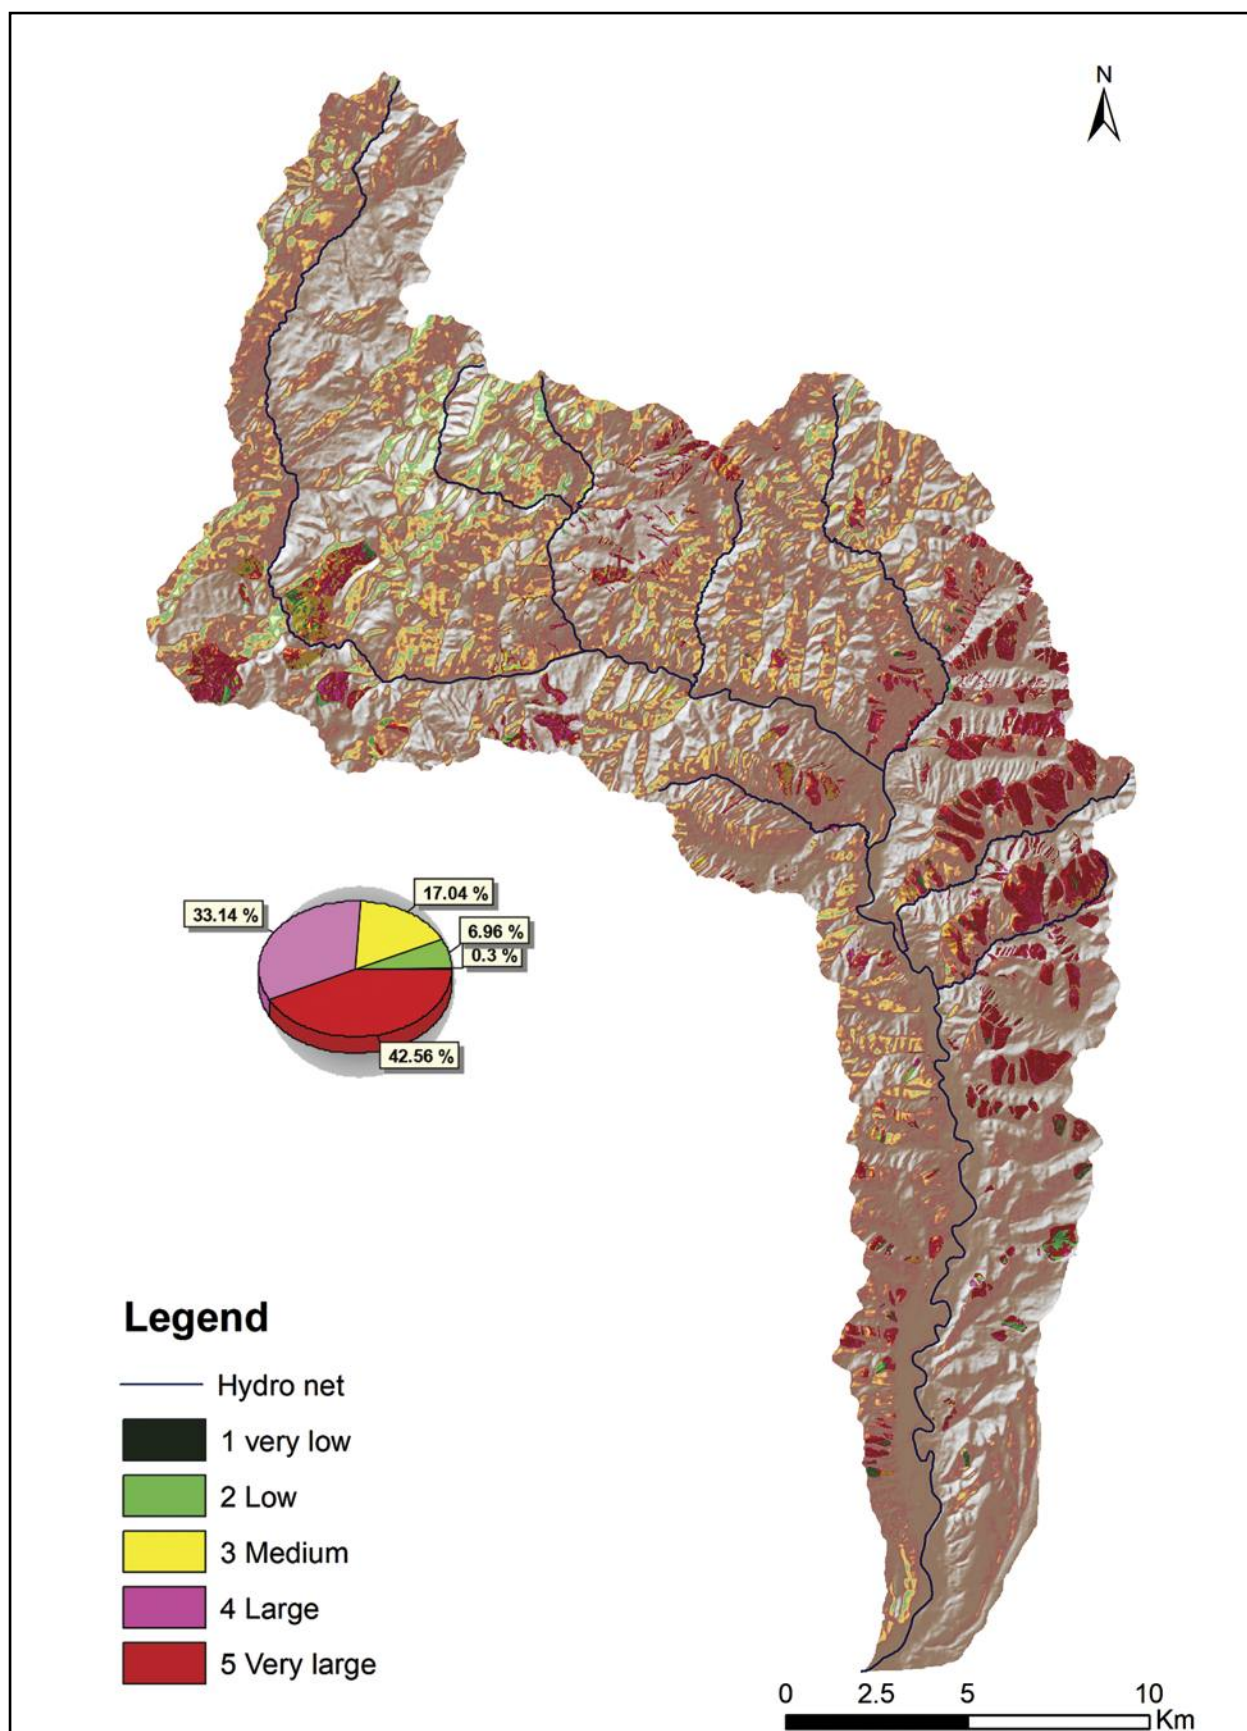 N
17.04 %
33.14 %
6.96 %
0.3 %
42.56 %
Legend
Hydro net
1 very low
2 Low
3 Medium
4 Large
5 Very large
0 2.5 5 10
Km